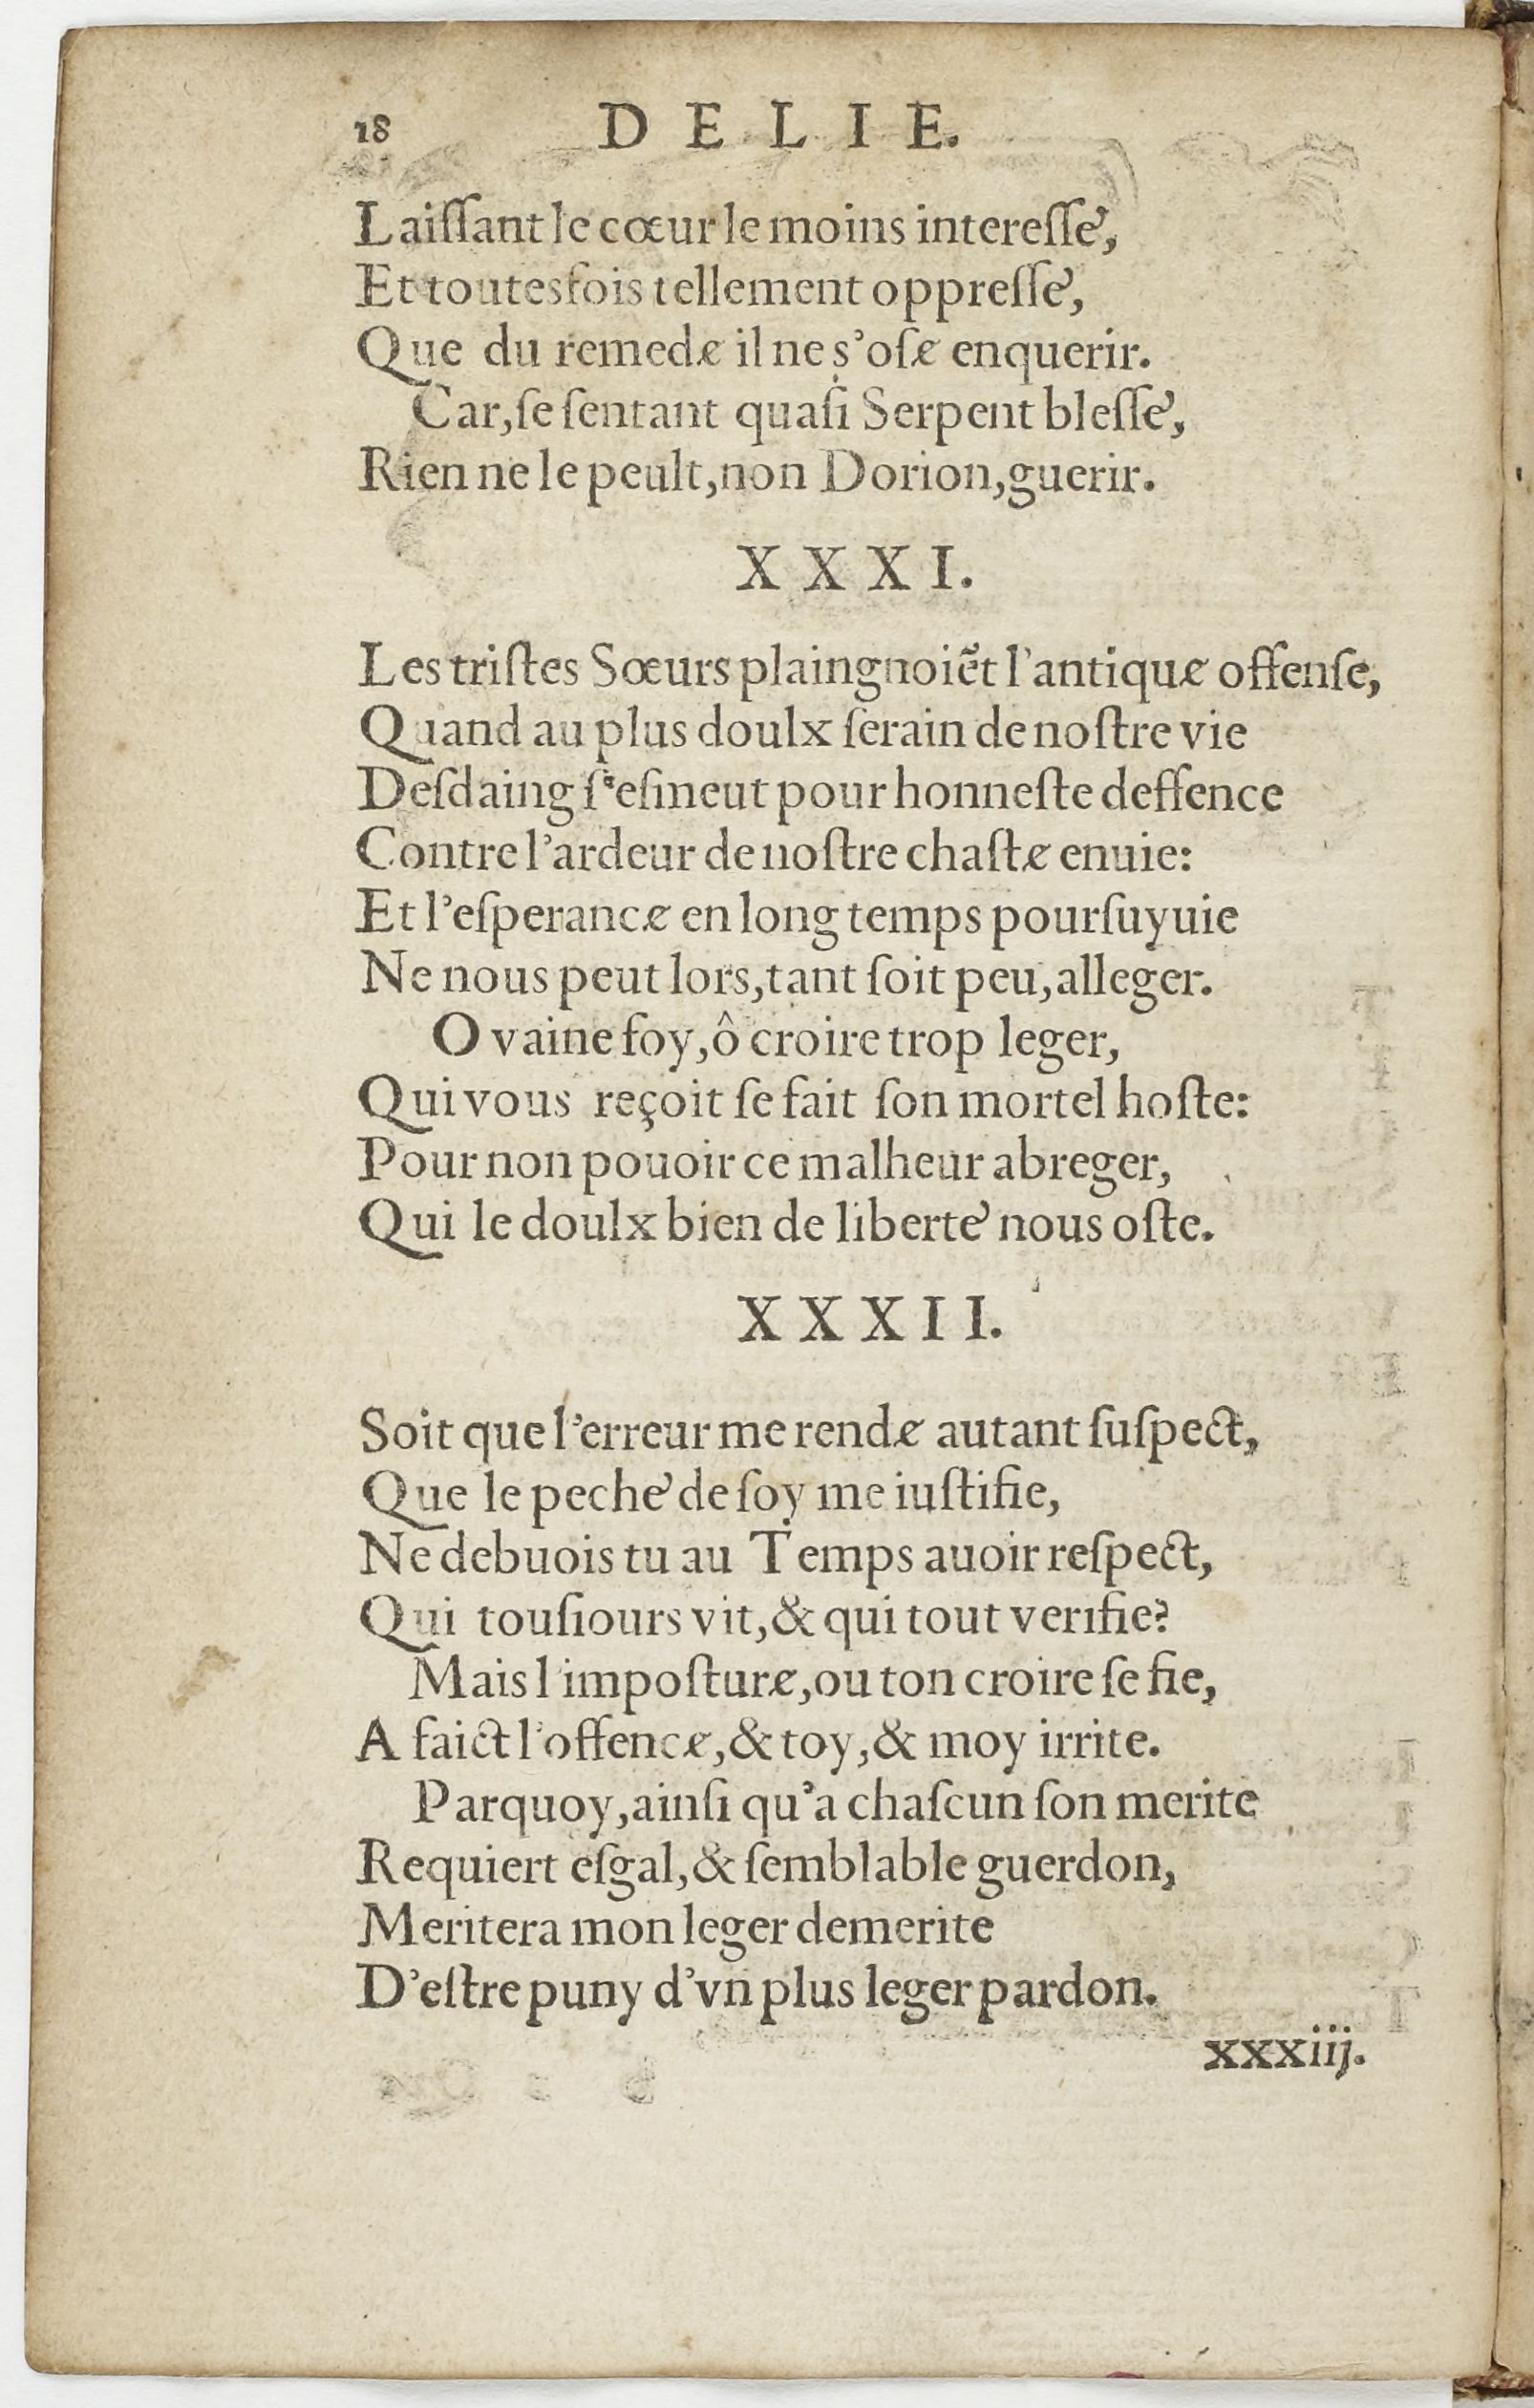 18 DELIE.
Laiſſant le cœur le moins intereſſé,
Et toutesfois tellement oppreſſé,
Que du remede il ne s'oſe enquerir.
Car, ſe ſentant quaſi Serpent bleſſé,
Rien ne le peult, non Dorion, guerir.
XXXI.
Les triſtes Sœurs plaingnoiẽt l'antique offenſe,
Quand au plus doulx ſerain de noſtre vie
Deſdaing ſ'eſmeut pour honneſte deffence
Contre l'ardeur de noſtre chaſte enuie:
Et l'eſperance en long temps pourſuyuie
Ne nous peut lors, tant ſoit peu, alleger.
O vaine foy, ô croire trop leger,
Qui vous reçoit ſe fait ſon mortel hoſte:
Pour non pouoir ce malheur abreger,
Qui le doulx bien de liberté nous oſte.
XXXII.
Soit que l'erreur me rende autant ſuſpect,
Que le peché de ſoy me iuſtifie,
Ne debuois tu au Temps auoir reſpect,
Qui touſiours vit, & qui tout verifie?
Mais l'impoſture, ou ton croire ſe fie,
A faict l'offence, & toy, & moy irrite.
Parquoy, ainſi qu'a chaſcun ſon merite
Requiert eſgal, & ſemblable guerdon,
Meritera mon leger demerite
D'eſtre puny d'vn plus leger pardon.
xxxiij.